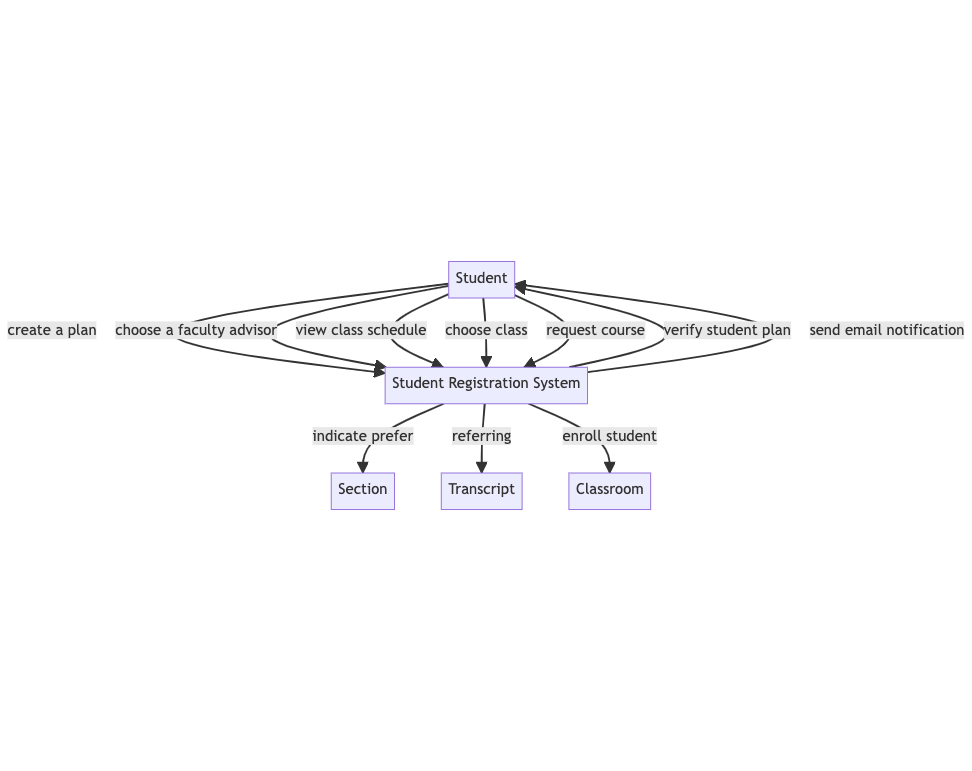 Student
create a plan
choose a faculty advisor
view class schedule
choose class
request course
verify student plan
send email notification
Student Registration System
indicate prefer
referring
enroll student
Section
Transcript
Classroom